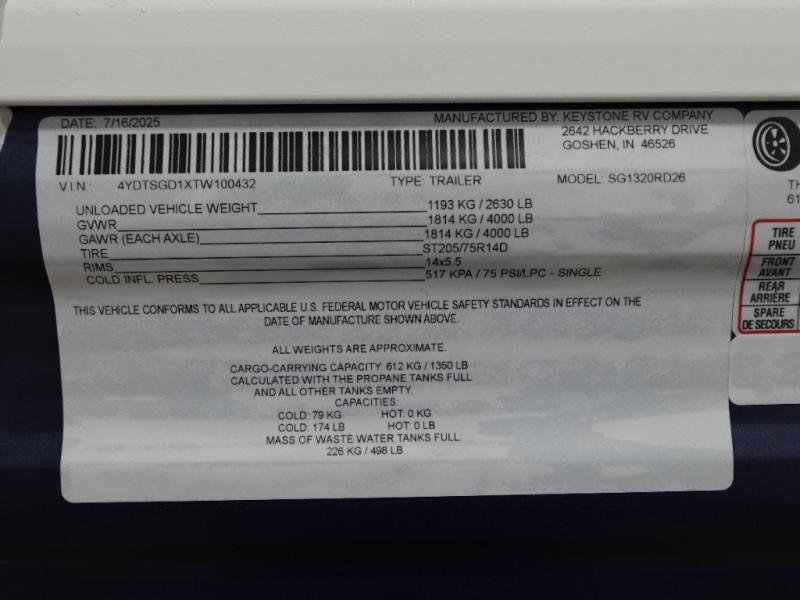 DATE: 7/16/2025 MANUFACTURED BY: KEYSTONE RV COMPANY
2642 HACKBERRY DRIVE
GOSHEN, IN 46526
VIN: 4YDTSGD1XTW100432 TYPE: TRAILER MODEL: SG1320RD26
UNLOADED VEHICLE WEIGHT 1193 KG / 2630 LB
GVWR 1814 KG / 4000 LB
GAWR (EACH AXLE) 1814 KG / 4000 LB
TIRE ST205/75R14D
RIMS 14x5.5
COLD INFL. PRESS 517 KPA / 75 PSI/LPC - SINGLE
THIS VEHICLE CONFORMS TO ALL APPLICABLE U.S. FEDERAL MOTOR VEHICLE SAFETY STANDARDS IN EFFECT ON THE
DATE OF MANUFACTURE SHOWN ABOVE.
ALL WEIGHTS ARE APPROXIMATE.
CARGO-CARRYING CAPACITY: 612 KG / 1350 LB
CALCULATED WITH THE PROPANE TANKS FULL
AND ALL OTHER TANKS EMPTY.
CAPACITIES:
COLD: 79 KG HOT: 0 KG
COLD: 174 LB HOT: 0 LB
MASS OF WASTE WATER TANKS FULL:
226 KG / 498 LB
TH
61
TIRE
PNEU
FRONT
AVANT
REAR
ARRIÈRE
SPARE
DE SECOURS